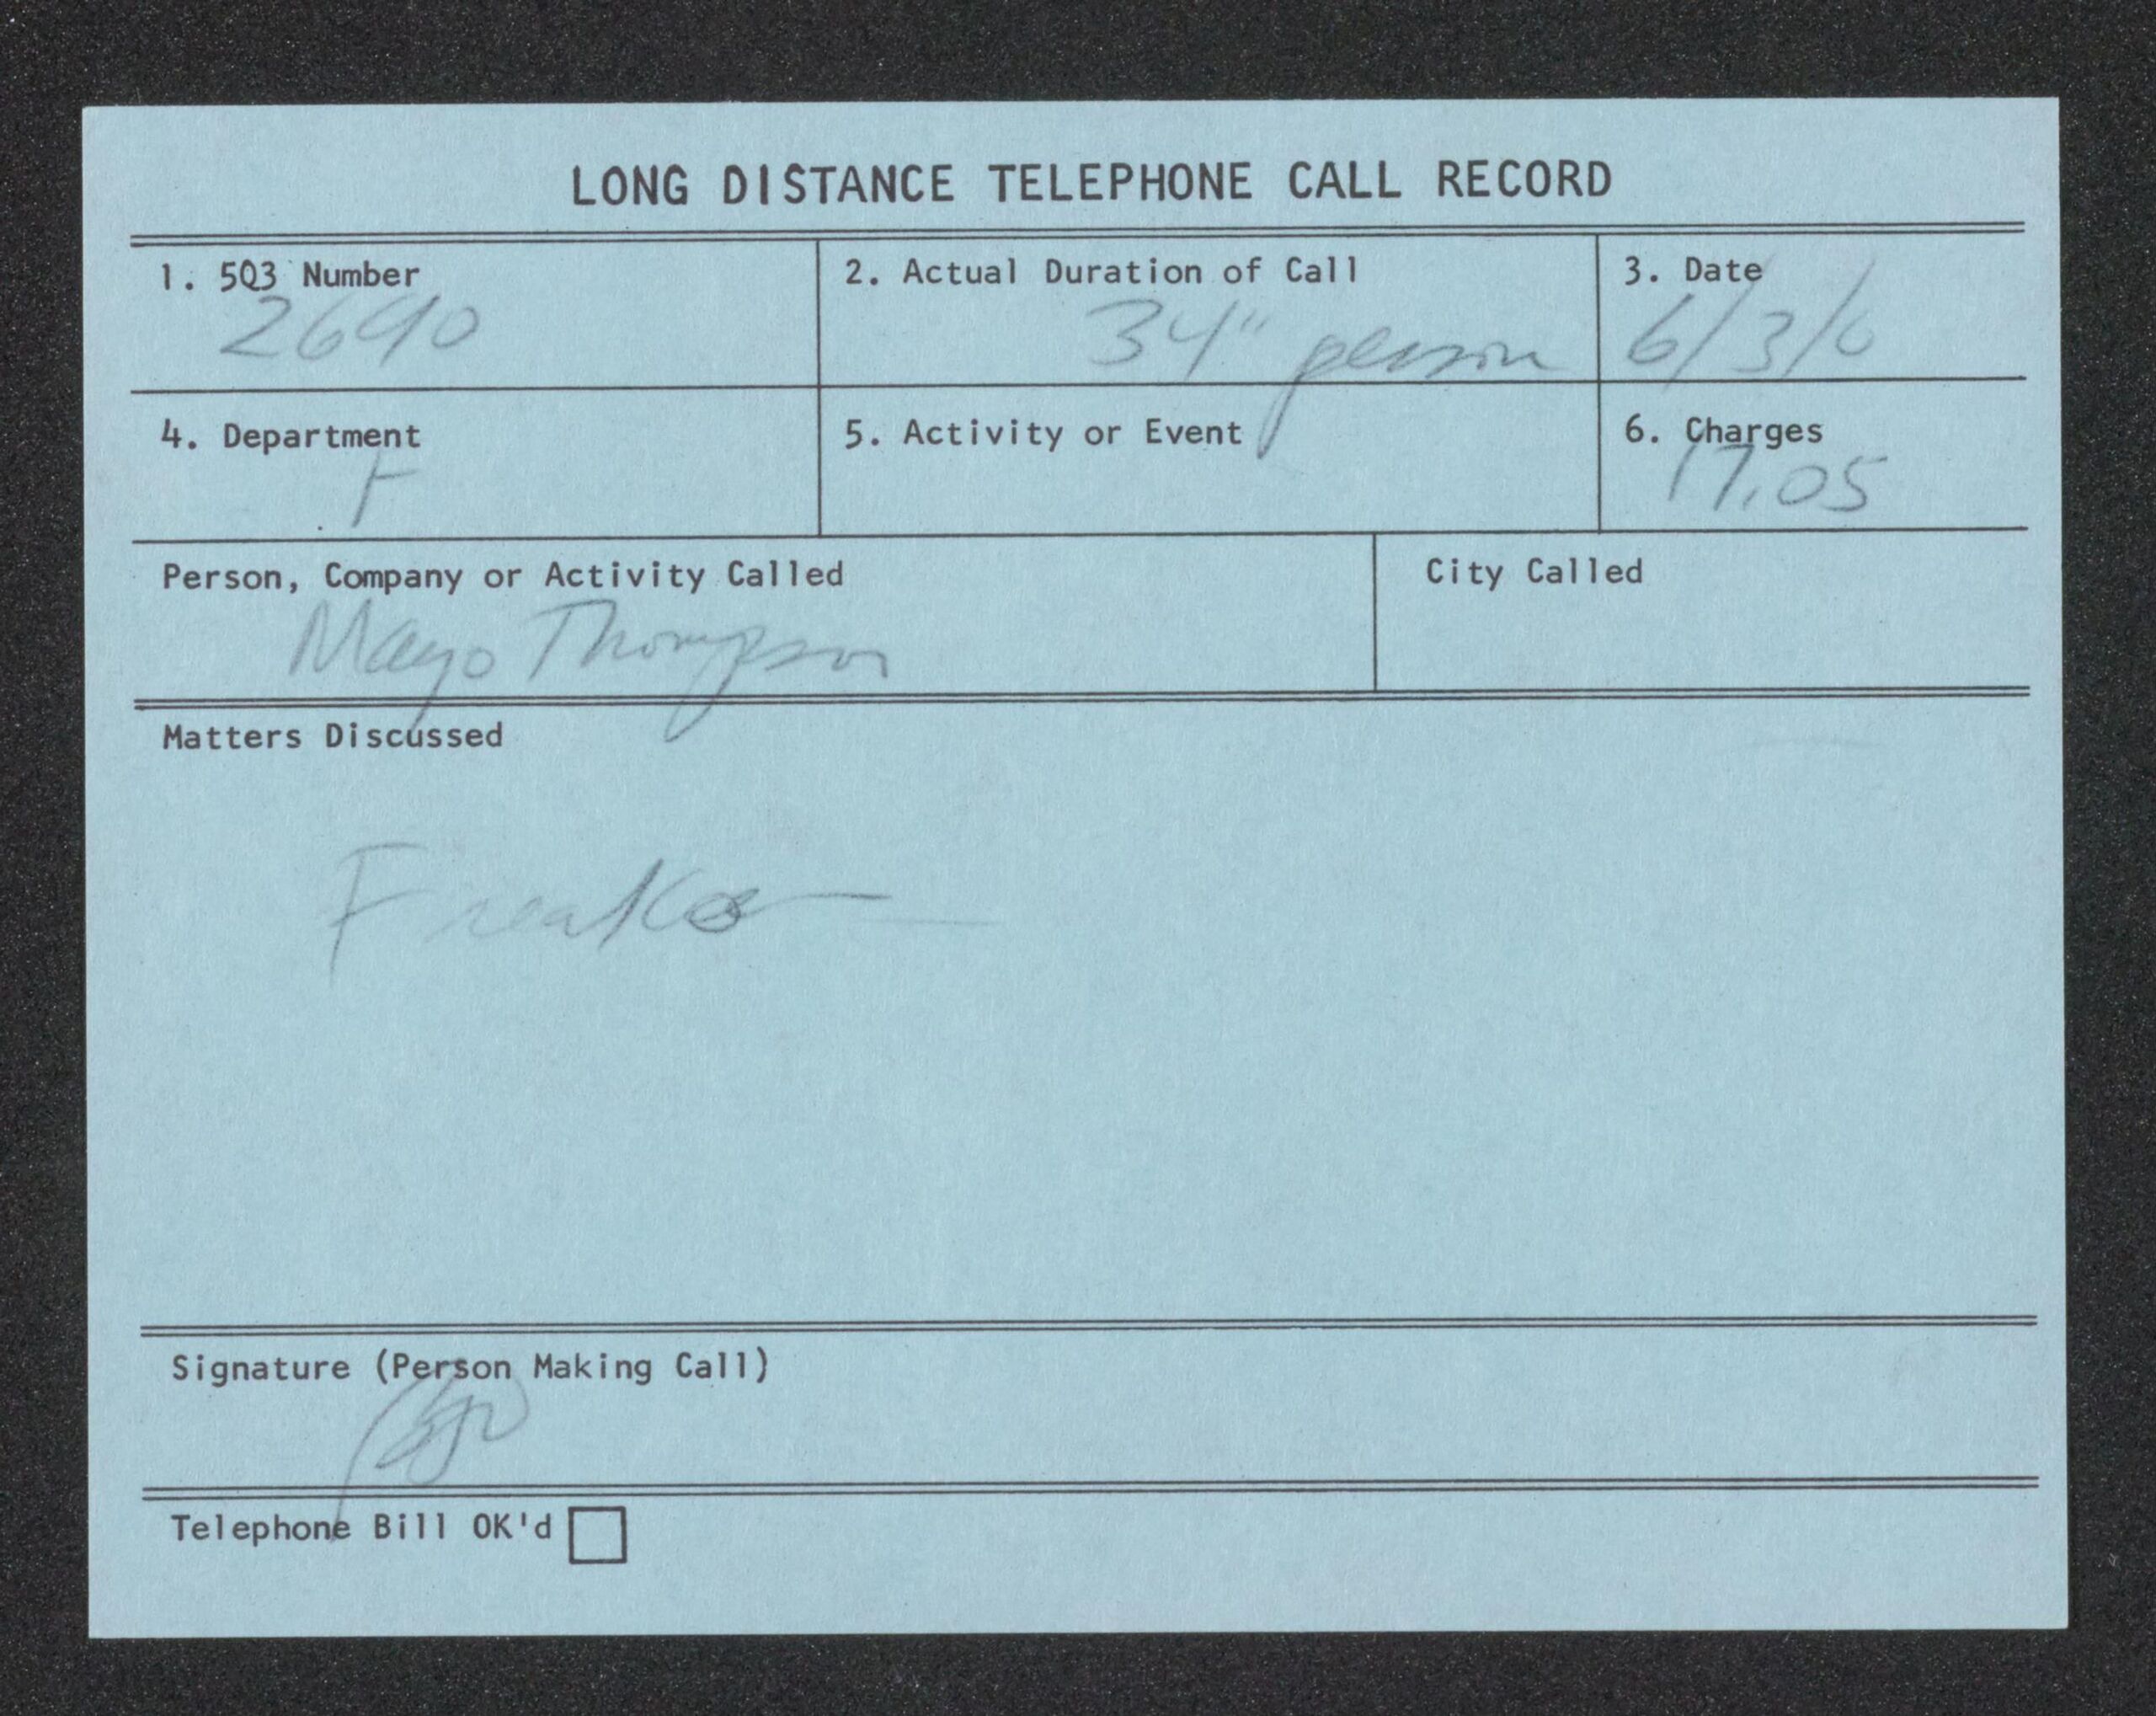 LONG DISTANCE TELEPHONE CALL RECORD
1. 5Q3 Number
2690
2. Actual Duration of Call
34" person
3. Date
6/3/6
4. Department
F
5. Activity or Event
6. Charges
17.05
Person, Company or Activity Called
Mayo Thompson
City Called
Matters Discussed
Signature (Person Making Call)
Telephone Bill OK'd